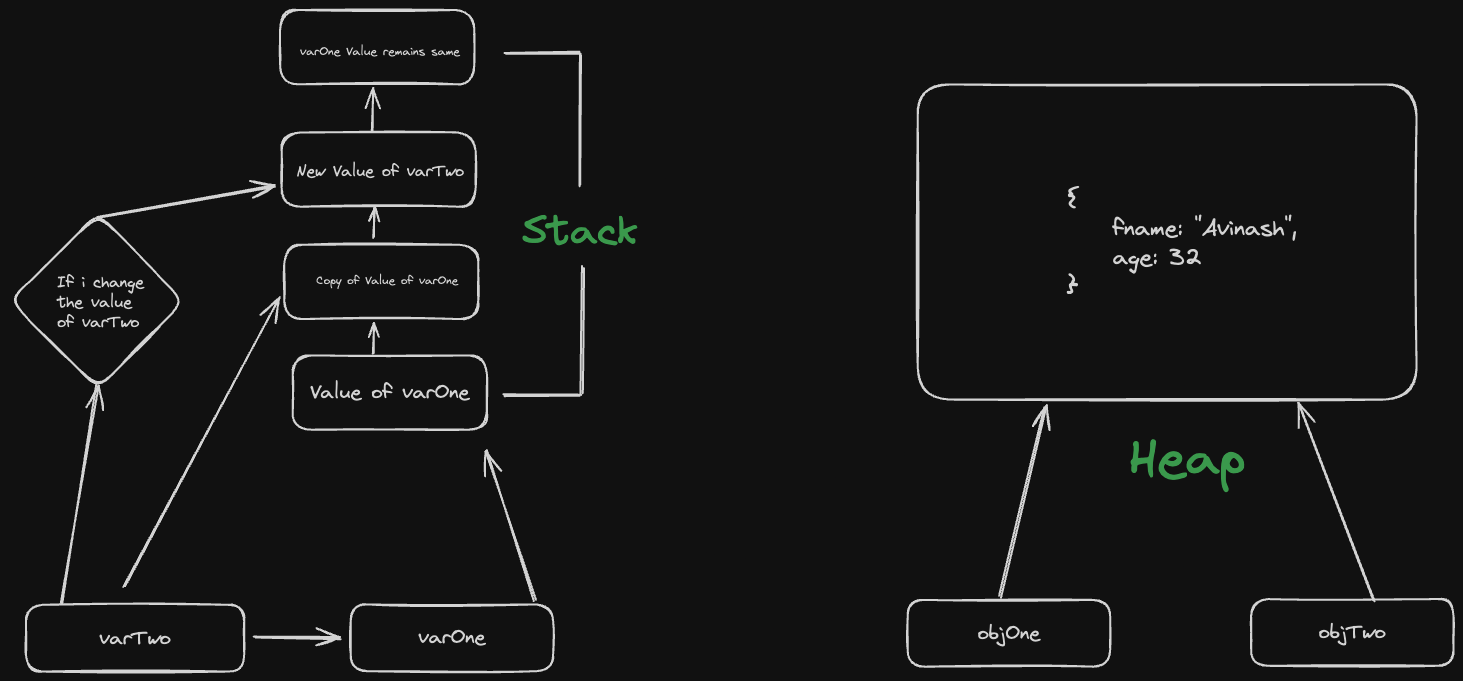 varOne Value remains same
New Value of varTwo
Stack
If i change
the value
of varTwo
Copy of Value of varOne
Value of varOne
varTwo
varOne
{
fname: "Avinash",
age: 32
}
Heap
objOne
objTwo